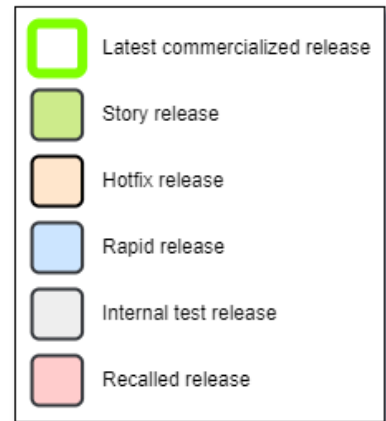 Latest commercialized release
Story release
Hotfix release
Rapid release
Internal test release
Recalled release